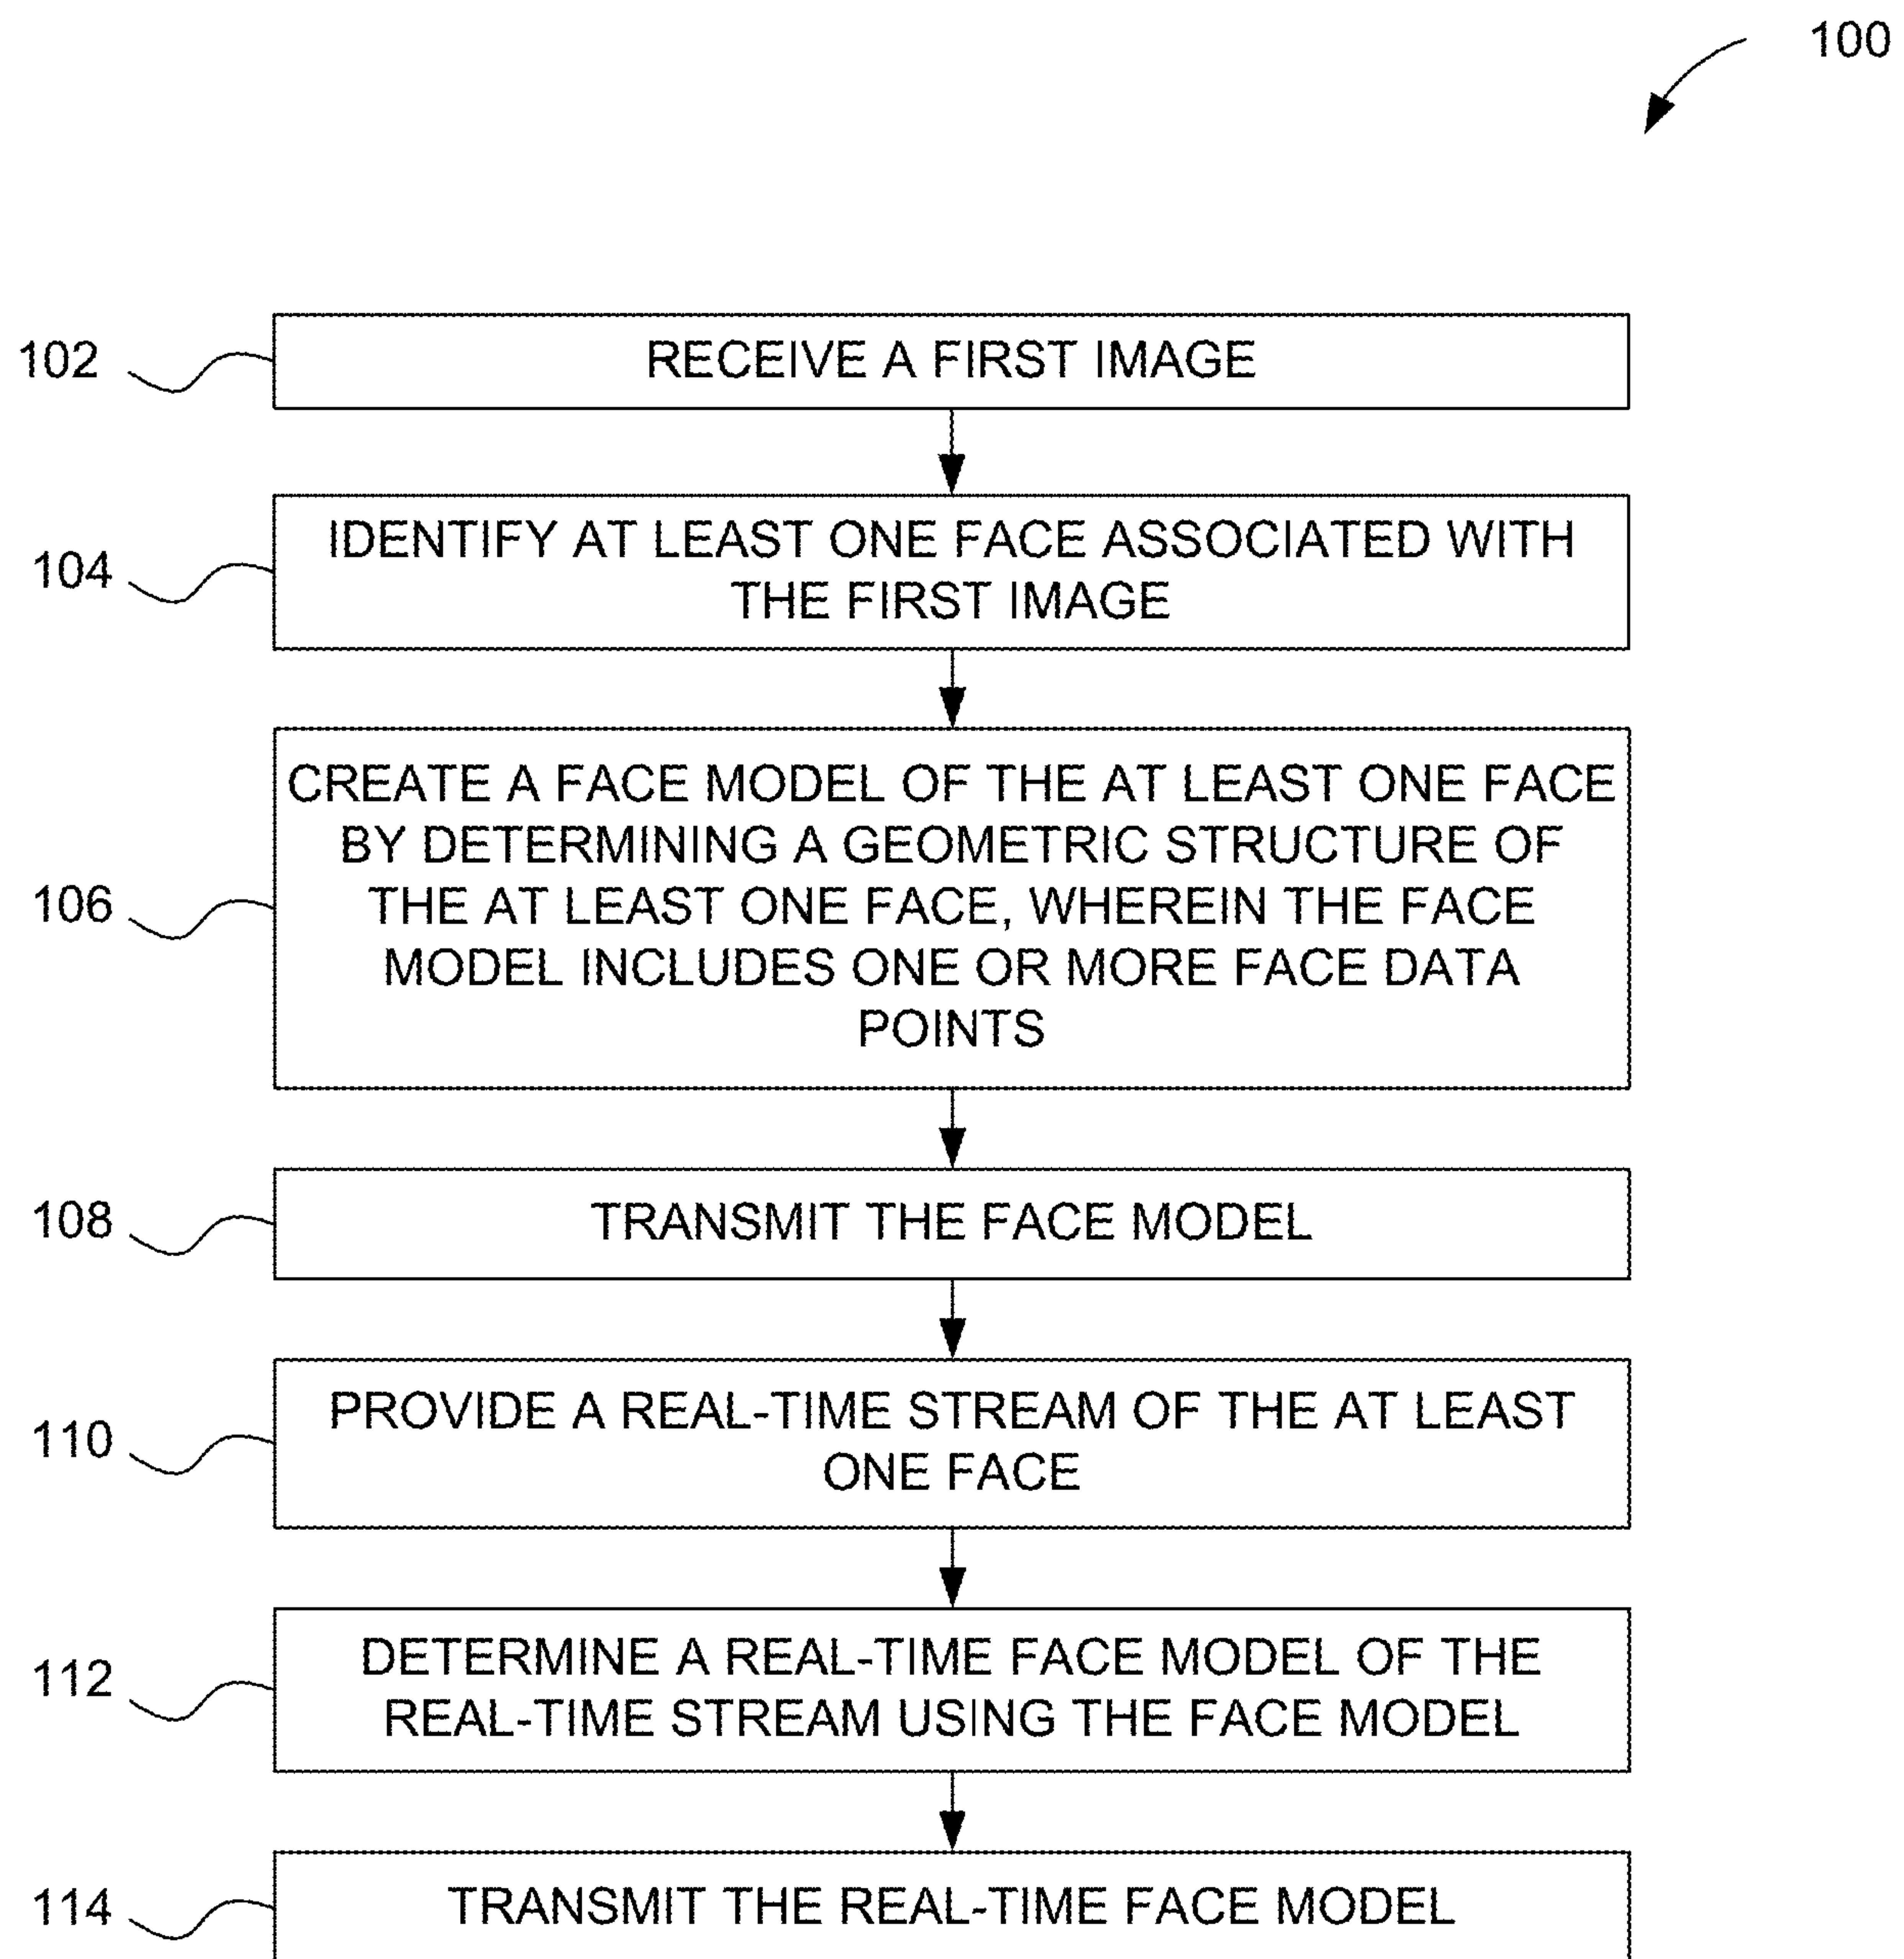 100
102
RECEIVE A FIRST IMAGE
104
IDENTIFY AT LEAST ONE FACE ASSOCIATED WITH
THE FIRST IMAGE
106
CREATE A FACE MODEL OF THE AT LEAST ONE FACE
BY DETERMINING A GEOMETRIC STRUCTURE OF
THE AT LEAST ONE FACE, WHEREIN THE FACE
MODEL INCLUDES ONE OR MORE FACE DATA
POINTS
108
TRANSMIT THE FACE MODEL
110
PROVIDE A REAL-TIME STREAM OF THE AT LEAST
ONE FACE
112
DETERMINE A REAL-TIME FACE MODEL OF THE
REAL-TIME STREAM USING THE FACE MODEL
114
TRANSMIT THE REAL-TIME FACE MODEL